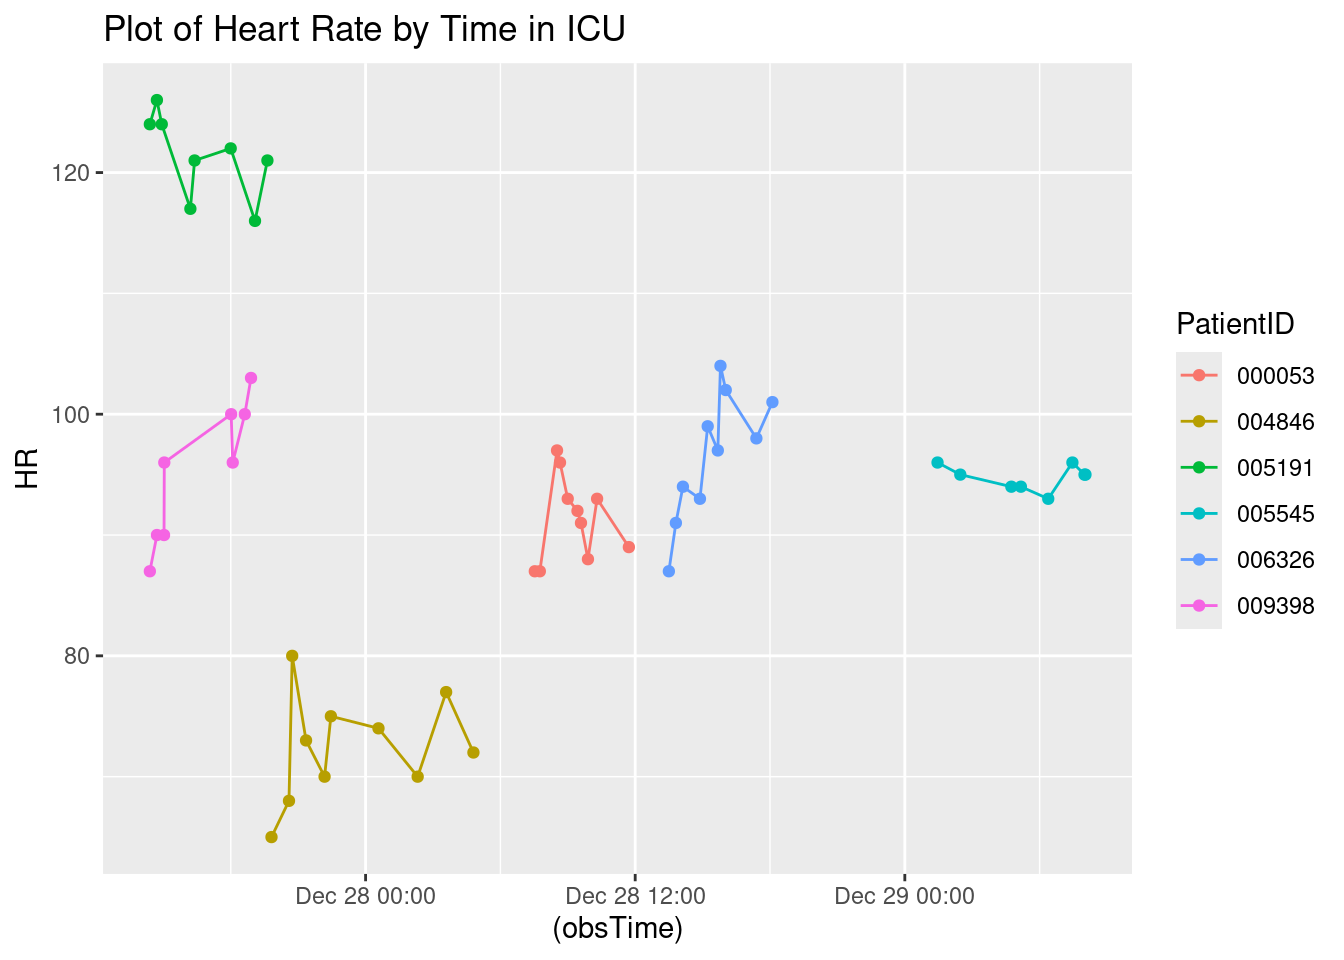 Plot of Heart Rate by Time in ICU
120
100
80
HR
Dec 28 00:00
Dec 28 12:00
Dec 29 00:00
(obsTime)
PatientID
000053
004846
005191
005545
006326
009398